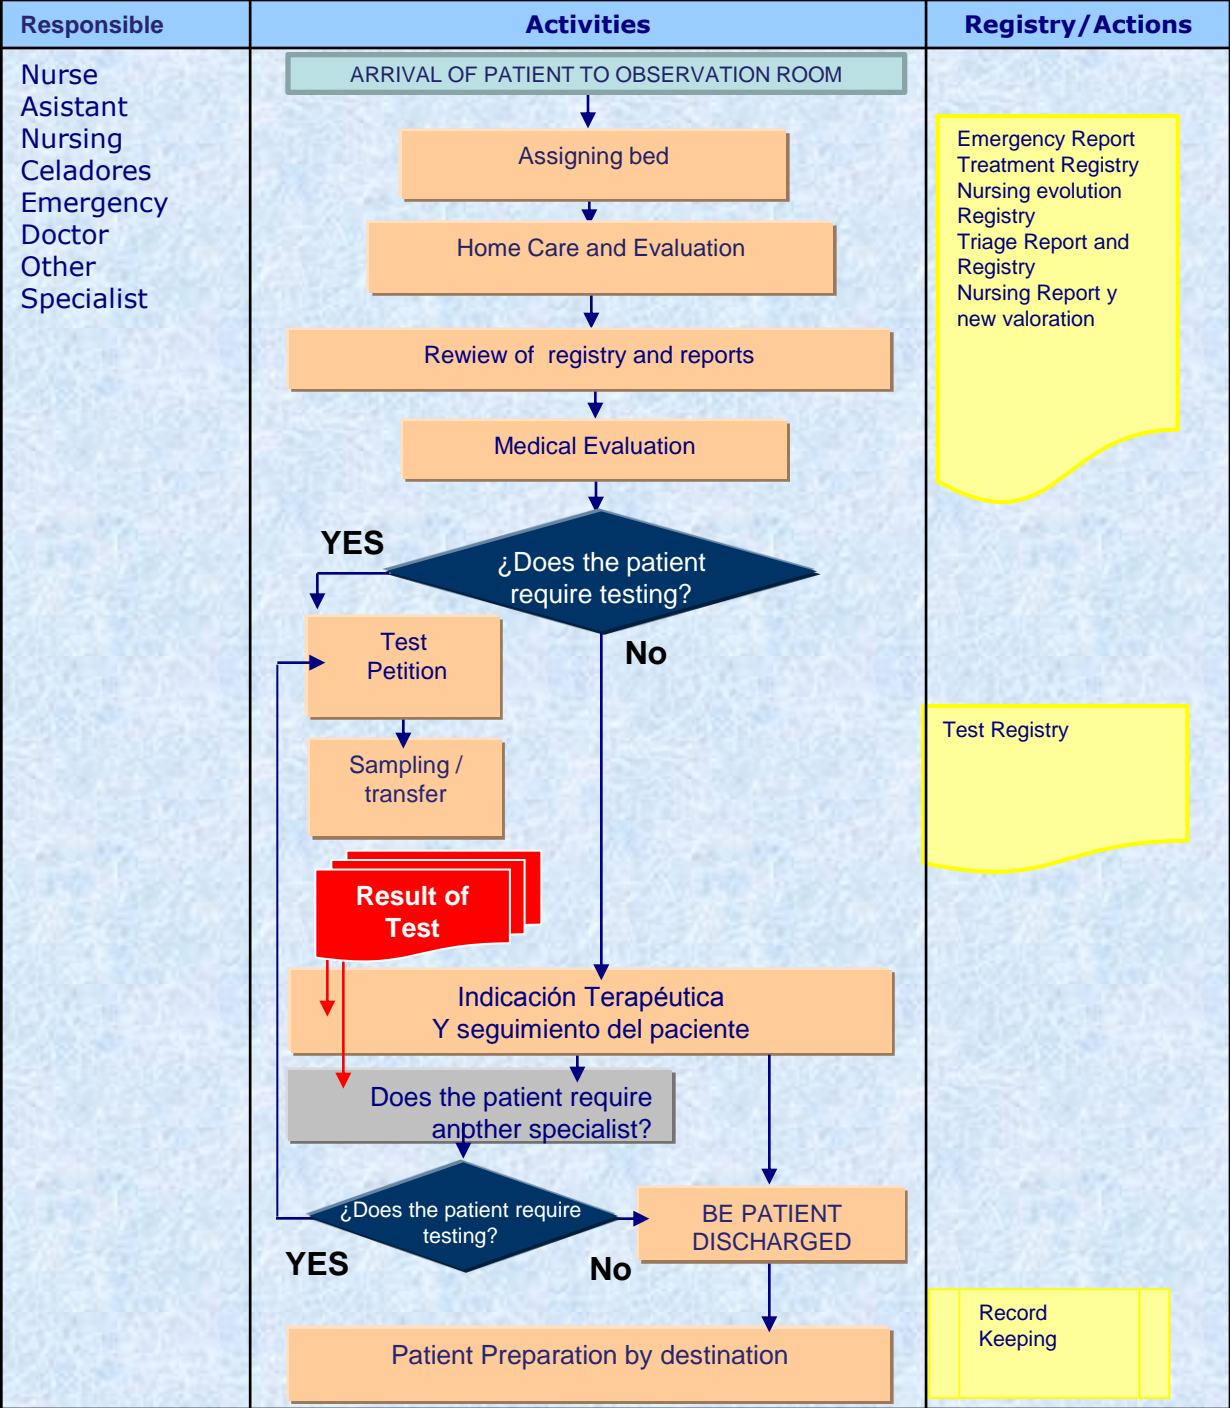 Responsible
Activities
Registry/Actions
Nurse
Asistant
Nursing
Celadores
Emergency
Doctor
Other
Specialist
ARRIVAL OF PATIENT TO OBSERVATION ROOM
Assigning bed
Home Care and Evaluation
Rewiew of registry and reports
Medical Evaluation
¿Does the patient
require testing?
YES
No
Test
Petition
Sampling /
transfer
Result of
Test
Indicación Terapéutica
Y seguimiento del paciente
Does the patient require
another specialist?
¿Does the patient require
testing?
YES
No
BE PATIENT
DISCHARGED
Patient Preparation by destination
Emergency Report
Treatment Registry
Nursing evolution
Registry
Triage Report and
Registry
Nursing Report y
new valoration
Test Registry
Record
Keeping